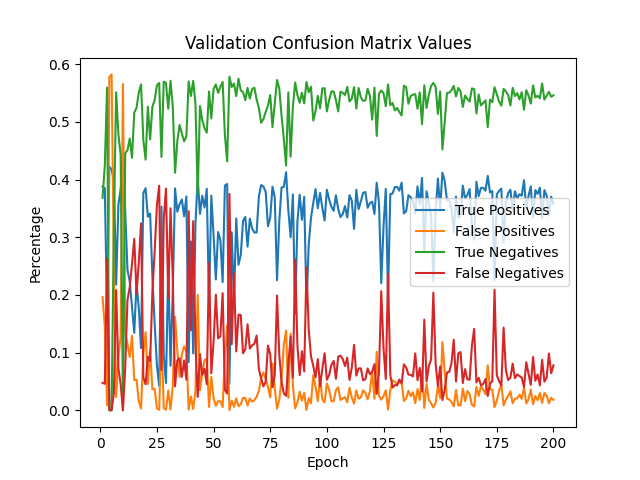 Validation Confusion Matrix Values
Percentage
0.6
0.5
0.4
0.3
0.2
0.1
0.0
True Positives
False Positives
True Negatives
False Negatives
0 25 50 75 100 125 150 175 200
Epoch